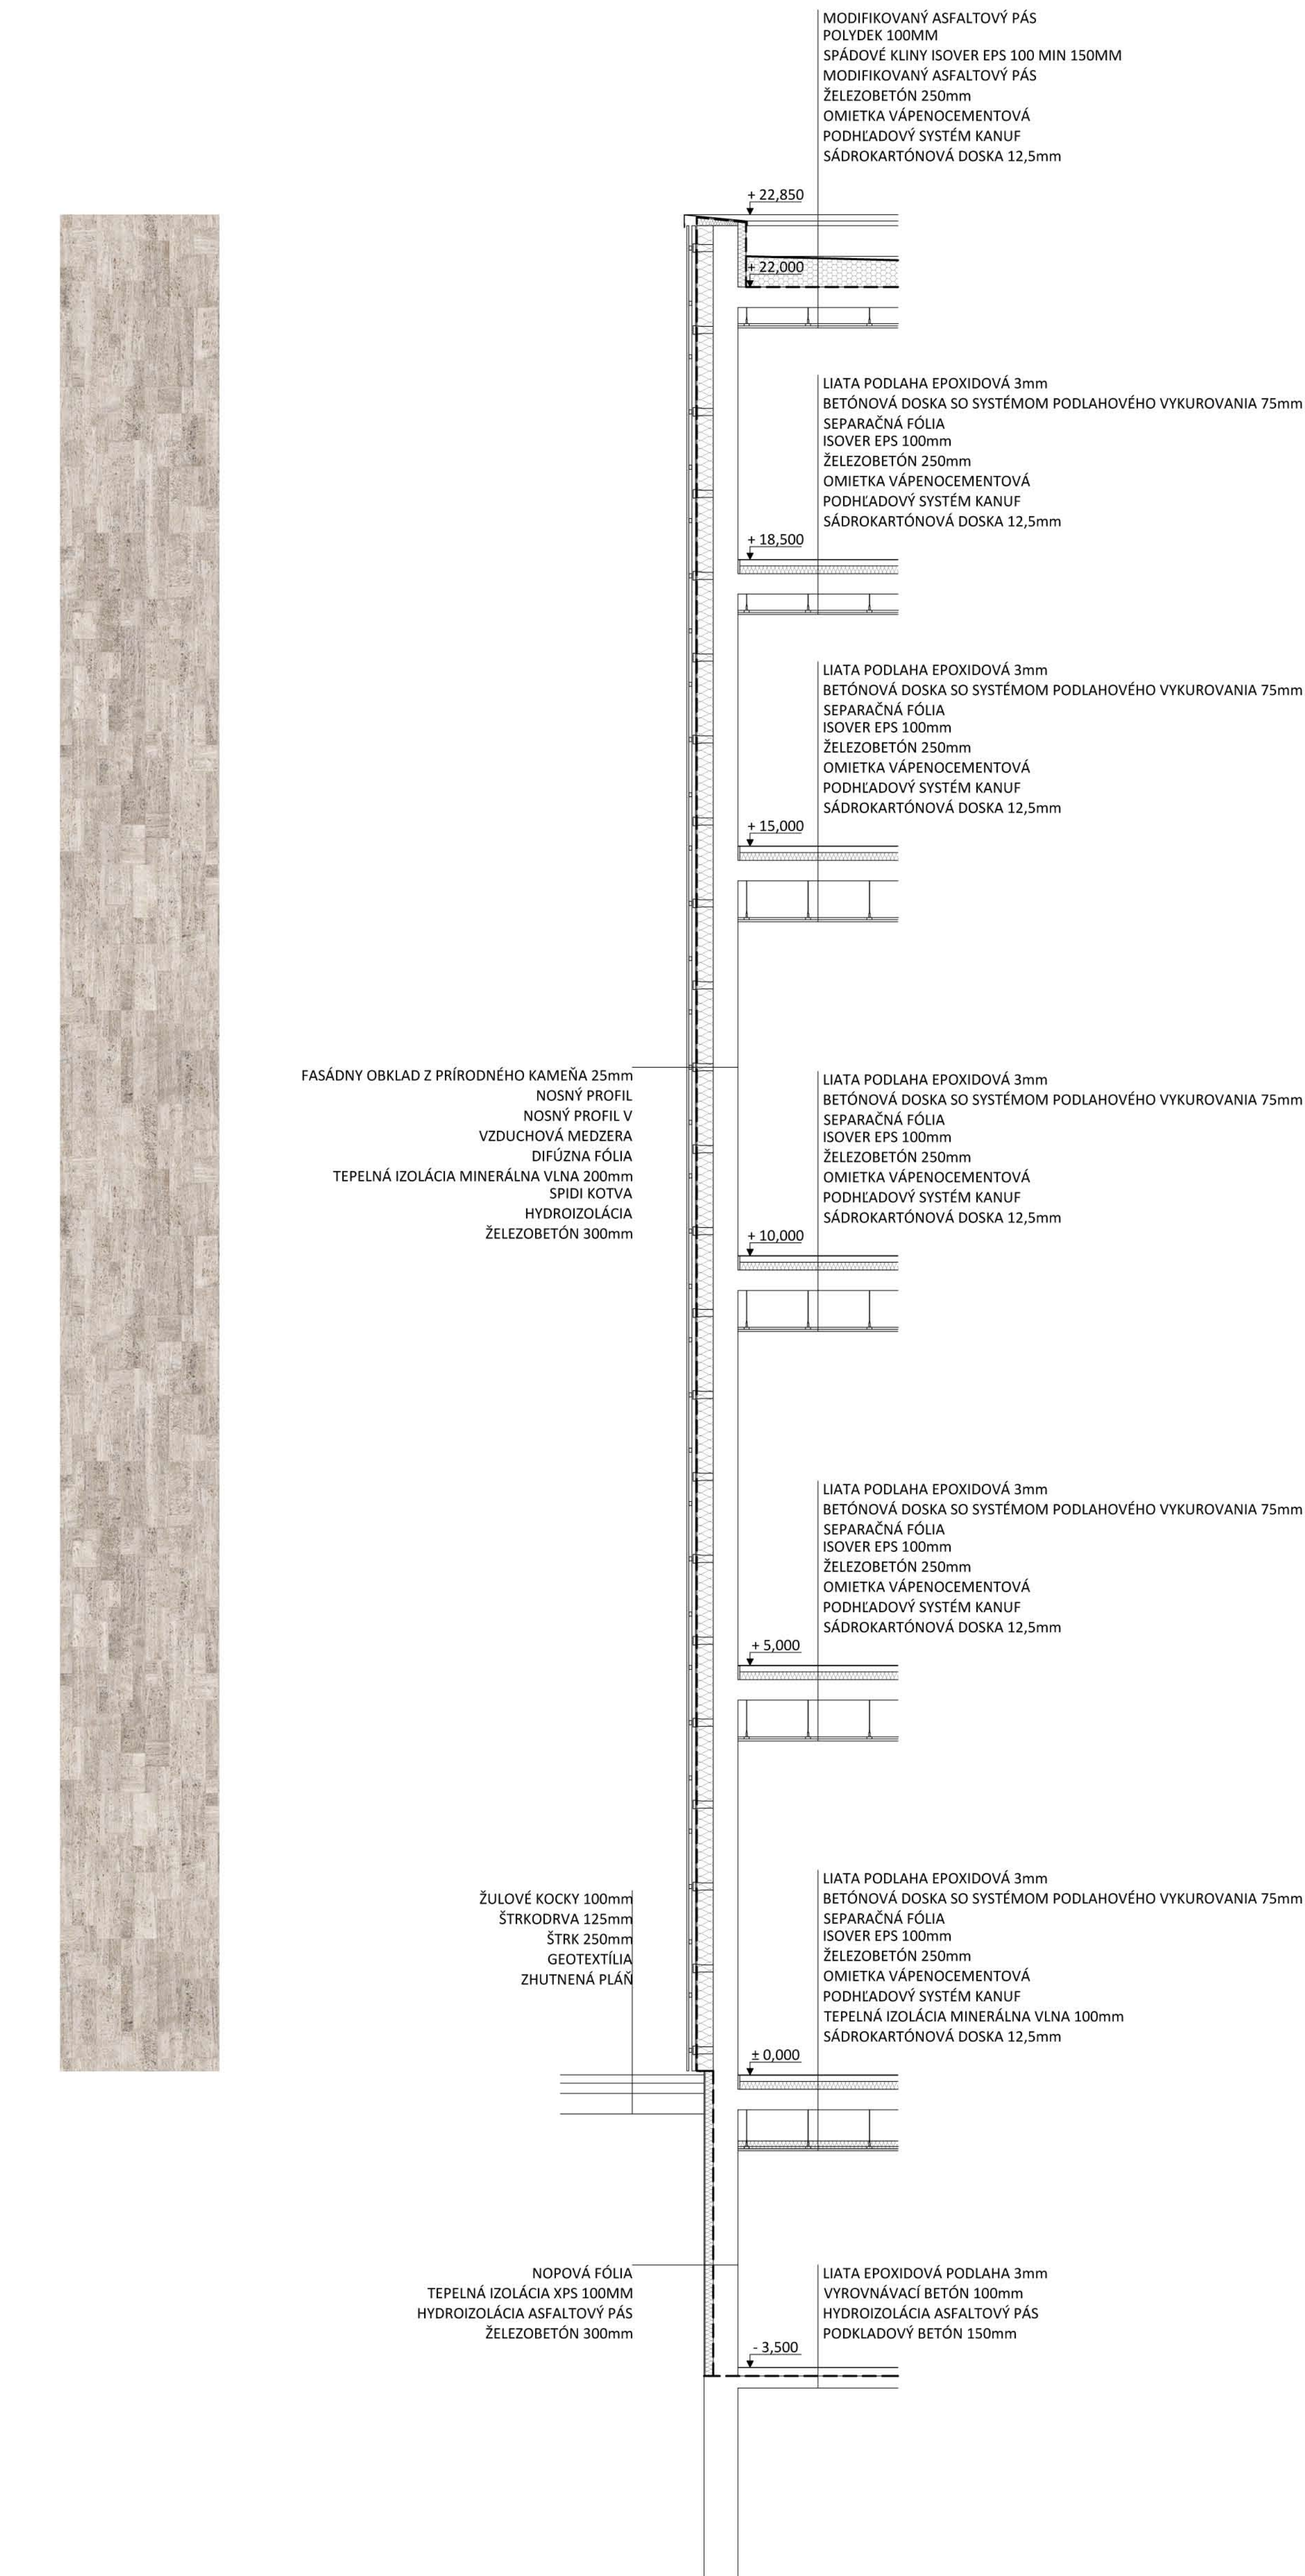 MODIFIKOVANÝ ASFALTOVÝ PÁS
POLYDEK 100MM
SPÁDOVÉ KLINY ISOVER EPS 100 MIN 150MM
MODIFIKOVANÝ ASFALTOVÝ PÁS
ŽELEZOBETÓN 250mm
OMIETKA VÁPENOCEMENTOVÁ
PODHĽADOVÝ SYSTÉM KANUF
SÁDROKARTÓNOVÁ DOSKA 12,5mm
+ 22,850
+ 22,000
LIATA PODLAHA EPOXIDOVÁ 3mm
BETÓNOVÁ DOSKA SO SYSTÉMOM PODLAHOVÉHO VYKUROVANIA 75mm
SEPARAČNÁ FÓLIA
ISOVER EPS 100mm
ŽELEZOBETÓN 250mm
OMIETKA VÁPENOCEMENTOVÁ
PODHĽADOVÝ SYSTÉM KANUF
SÁDROKARTÓNOVÁ DOSKA 12,5mm
+ 18,500
LIATA PODLAHA EPOXIDOVÁ 3mm
BETÓNOVÁ DOSKA SO SYSTÉMOM PODLAHOVÉHO VYKUROVANIA 75mm
SEPARAČNÁ FÓLIA
ISOVER EPS 100mm
ŽELEZOBETÓN 250mm
OMIETKA VÁPENOCEMENTOVÁ
PODHĽADOVÝ SYSTÉM KANUF
SÁDROKARTÓNOVÁ DOSKA 12,5mm
+ 15,000
FASÁDNY OBKLAD Z PRÍRODNÉHO KAMEŇA 25mm
NOSNÝ PROFIL
NOSNÝ PROFIL V
VZDUCHOVÁ MEDZERA
DIFÚZNA FÓLIA
TEPELNÁ IZOLÁCIA MINERÁLNA VLNA 200mm
SPIDI KOTVA
HYDROIZOLÁCIA
ŽELEZOBETÓN 300mm
LIATA PODLAHA EPOXIDOVÁ 3mm
BETÓNOVÁ DOSKA SO SYSTÉMOM PODLAHOVÉHO VYKUROVANIA 75mm
SEPARAČNÁ FÓLIA
ISOVER EPS 100mm
ŽELEZOBETÓN 250mm
OMIETKA VÁPENOCEMENTOVÁ
PODHĽADOVÝ SYSTÉM KANUF
SÁDROKARTÓNOVÁ DOSKA 12,5mm
+ 10,000
LIATA PODLAHA EPOXIDOVÁ 3mm
BETÓNOVÁ DOSKA SO SYSTÉMOM PODLAHOVÉHO VYKUROVANIA 75mm
SEPARAČNÁ FÓLIA
ISOVER EPS 100mm
ŽELEZOBETÓN 250mm
OMIETKA VÁPENOCEMENTOVÁ
PODHĽADOVÝ SYSTÉM KANUF
SÁDROKARTÓNOVÁ DOSKA 12,5mm
+ 5,000
ŽULOVÉ KOCKY 100mm
ŠTRKODRVA 125mm
ŠTRK 250mm
GEOTEXTÍLIA
ZHUTNENÁ PLÁŇ
LIATA PODLAHA EPOXIDOVÁ 3mm
BETÓNOVÁ DOSKA SO SYSTÉMOM PODLAHOVÉHO VYKUROVANIA 75mm
SEPARAČNÁ FÓLIA
ISOVER EPS 100mm
ŽELEZOBETÓN 250mm
OMIETKA VÁPENOCEMENTOVÁ
PODHĽADOVÝ SYSTÉM KANUF
TEPELNÁ IZOLÁCIA MINERÁLNA VLNA 100mm
SÁDROKARTÓNOVÁ DOSKA 12,5mm
± 0,000
NOPOVÁ FÓLIA
TEPELNÁ IZOLÁCIA XPS 100MM
HYDROIZOLÁCIA ASFALTOVÝ PÁS
ŽELEZOBETÓN 300mm
LIATA EPOXIDOVÁ PODLAHA 3mm
VYROVNÁVACÍ BETÓN 100mm
HYDROIZOLÁCIA ASFALTOVÝ PÁS
PODKLADOVÝ BETÓN 150mm
- 3,500